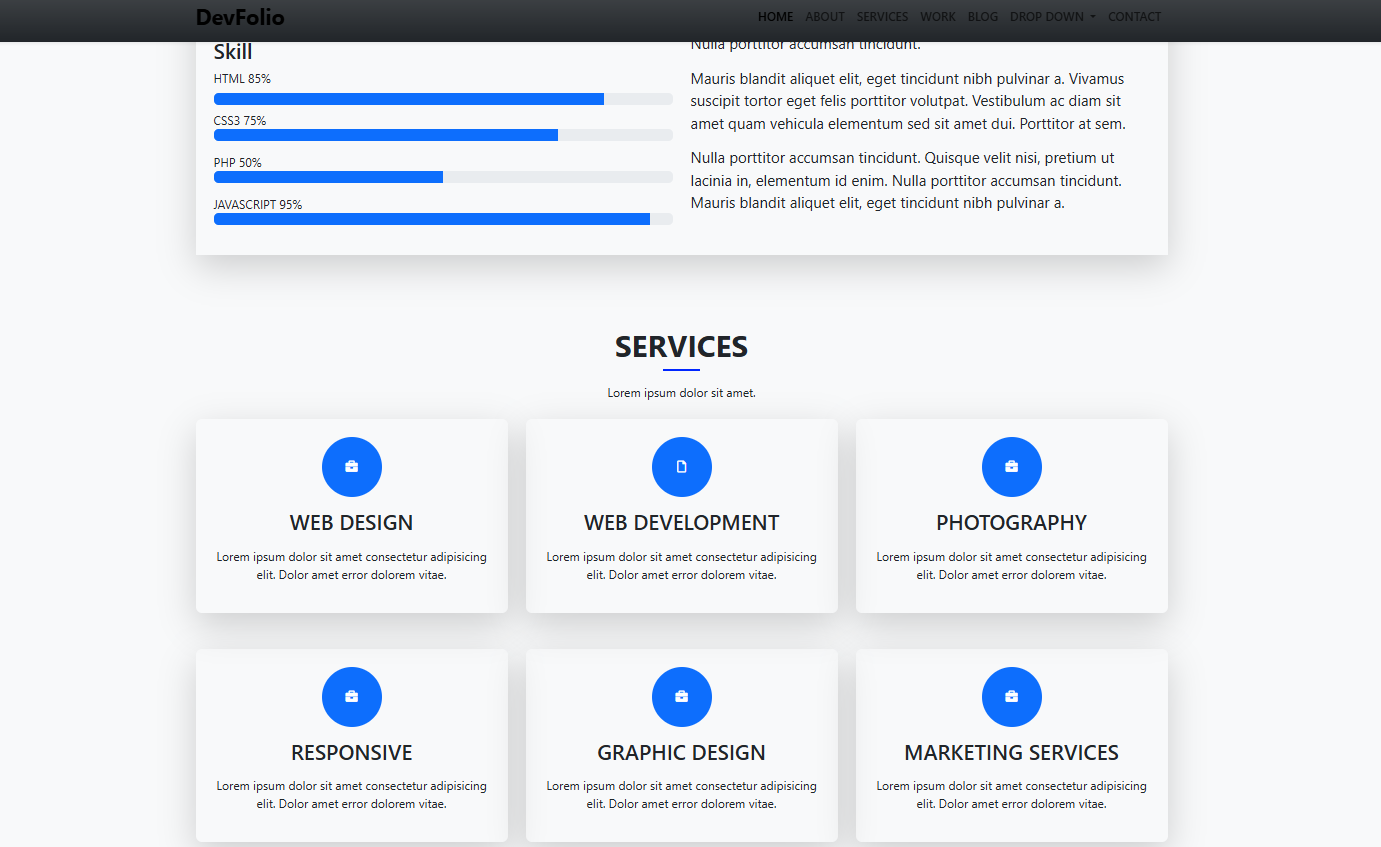 DevFolio
HOME ABOUT SERVICES WORK BLOG DROP DOWN CONTACT
Skill
HTML 85%
CSS3 75%
PHP 50%
JAVASCRIPT 95%
Nulla porttitor accumsan tincidunt.
Mauris blandit aliquet elit, eget tincidunt nibh pulvinar a. Vivamus
suscipit tortor eget felis porttitor volutpat. Vestibulum ac diam sit
amet quam vehicula elementum sed sit amet dui. Porttitor at sem.
Nulla porttitor accumsan tincidunt. Quisque velit nisi, pretium ut
lacinia in, elementum id enim. Nulla porttitor accumsan tincidunt.
Mauris blandit aliquet elit, eget tincidunt nibh pulvinar a.
SERVICES
Lorem ipsum dolor sit amet.
WEB DESIGN
Lorem ipsum dolor sit amet consectetur adipisicing
elit. Dolor amet error dolorem vitae.
WEB DEVELOPMENT
Lorem ipsum dolor sit amet consectetur adipisicing
elit. Dolor amet error dolorem vitae.
PHOTOGRAPHY
Lorem ipsum dolor sit amet consectetur adipisicing
elit. Dolor amet error dolorem vitae.
RESPONSIVE
Lorem ipsum dolor sit amet consectetur adipisicing
elit. Dolor amet error dolorem vitae.
GRAPHIC DESIGN
Lorem ipsum dolor sit amet consectetur adipisicing
elit. Dolor amet error dolorem vitae.
MARKETING SERVICES
Lorem ipsum dolor sit amet consectetur adipisicing
elit. Dolor amet error dolorem vitae.